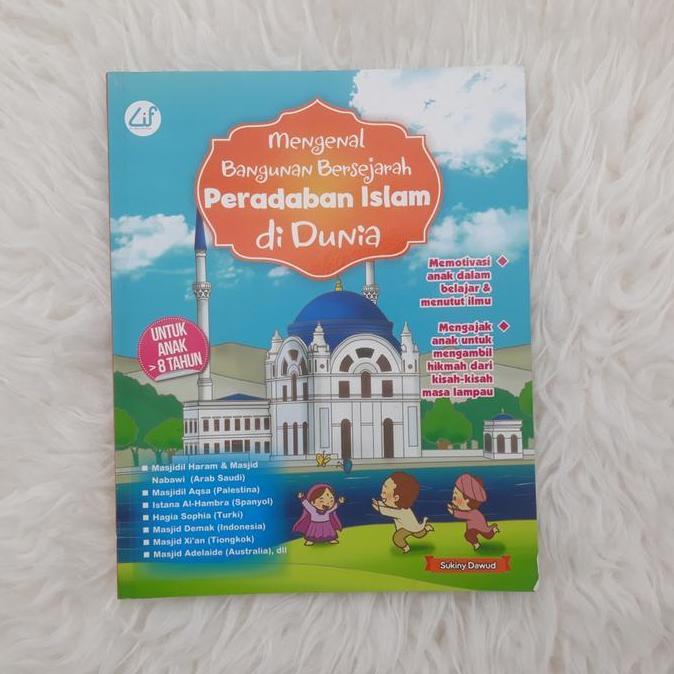 Lif
Mengenal
Bangunan Bersejarah
Peradaban Islam
di Dunia
Memotivasi
anak dalam
belajar &
menutut ilmu
Mengajak
anak untuk
mengambil
hikmah dari
kisah-kisah
masa lampau
UNTUK
ANAK
> 8 TAHUN
Masjidil Haram & Masjid
Nabawi (Arab Saudi)
Masjidil Aqsa (Palestina)
Istana Al-Hambra (Spanyol)
Hagia Sophia (Turki)
Masjid Demak (Indonesia)
Masjid Xi'an (Tiongkok)
Masjid Adelaide (Australia), dll
Sukiny Dawud